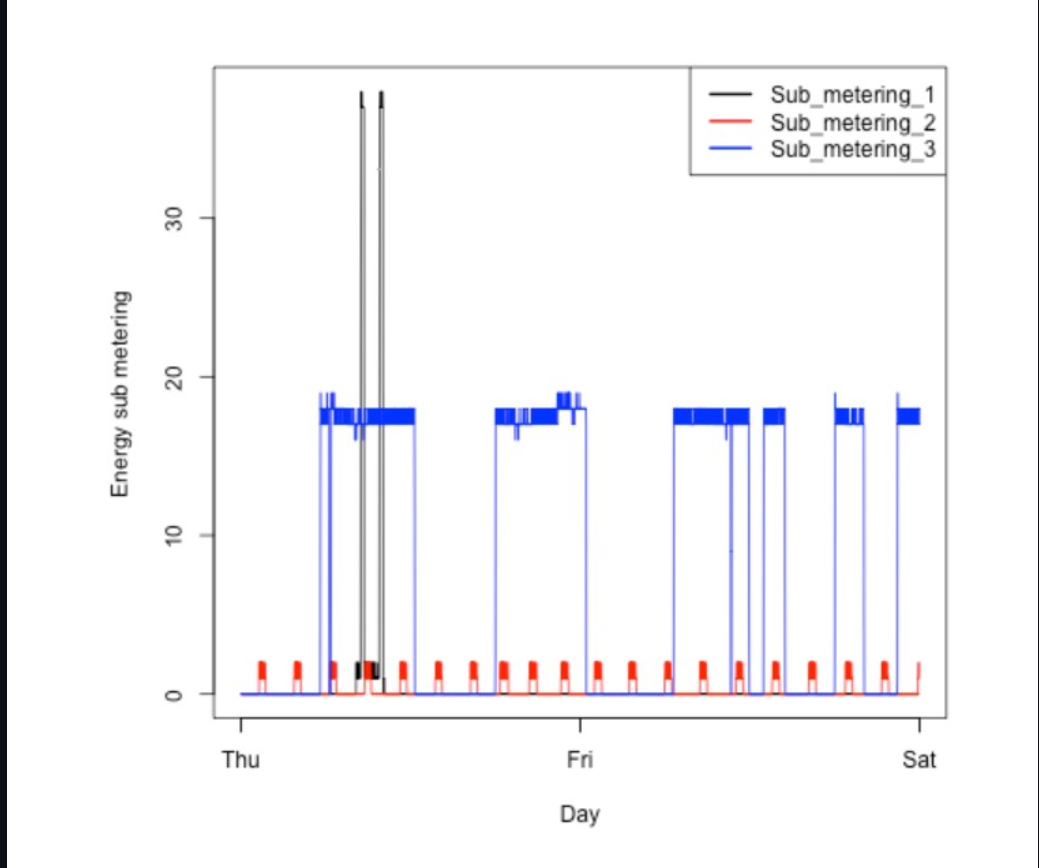 Sub_metering_1
Sub_metering_2
Sub_metering_3
30
20
10
0
Energy sub metering
Thu Fri Sat
Day